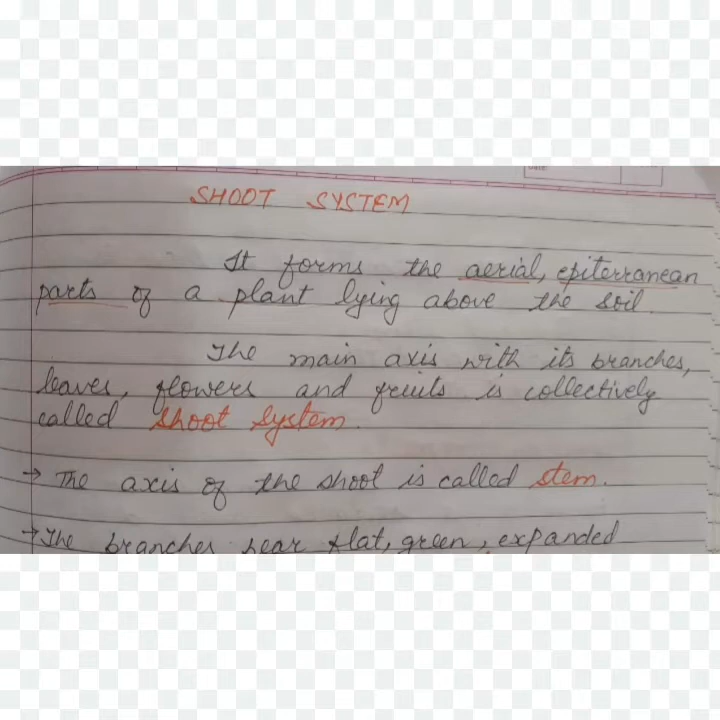 SHOOT SYSTEM
It forms the aerial, epiterranean
parts of a plant lying above the soil.
The main axis with its branches,
leaves, flowers and fruits is collectively
called shoot system.
→ The axis of the shoot is called stem.
→ The branches bear flat, green, expanded